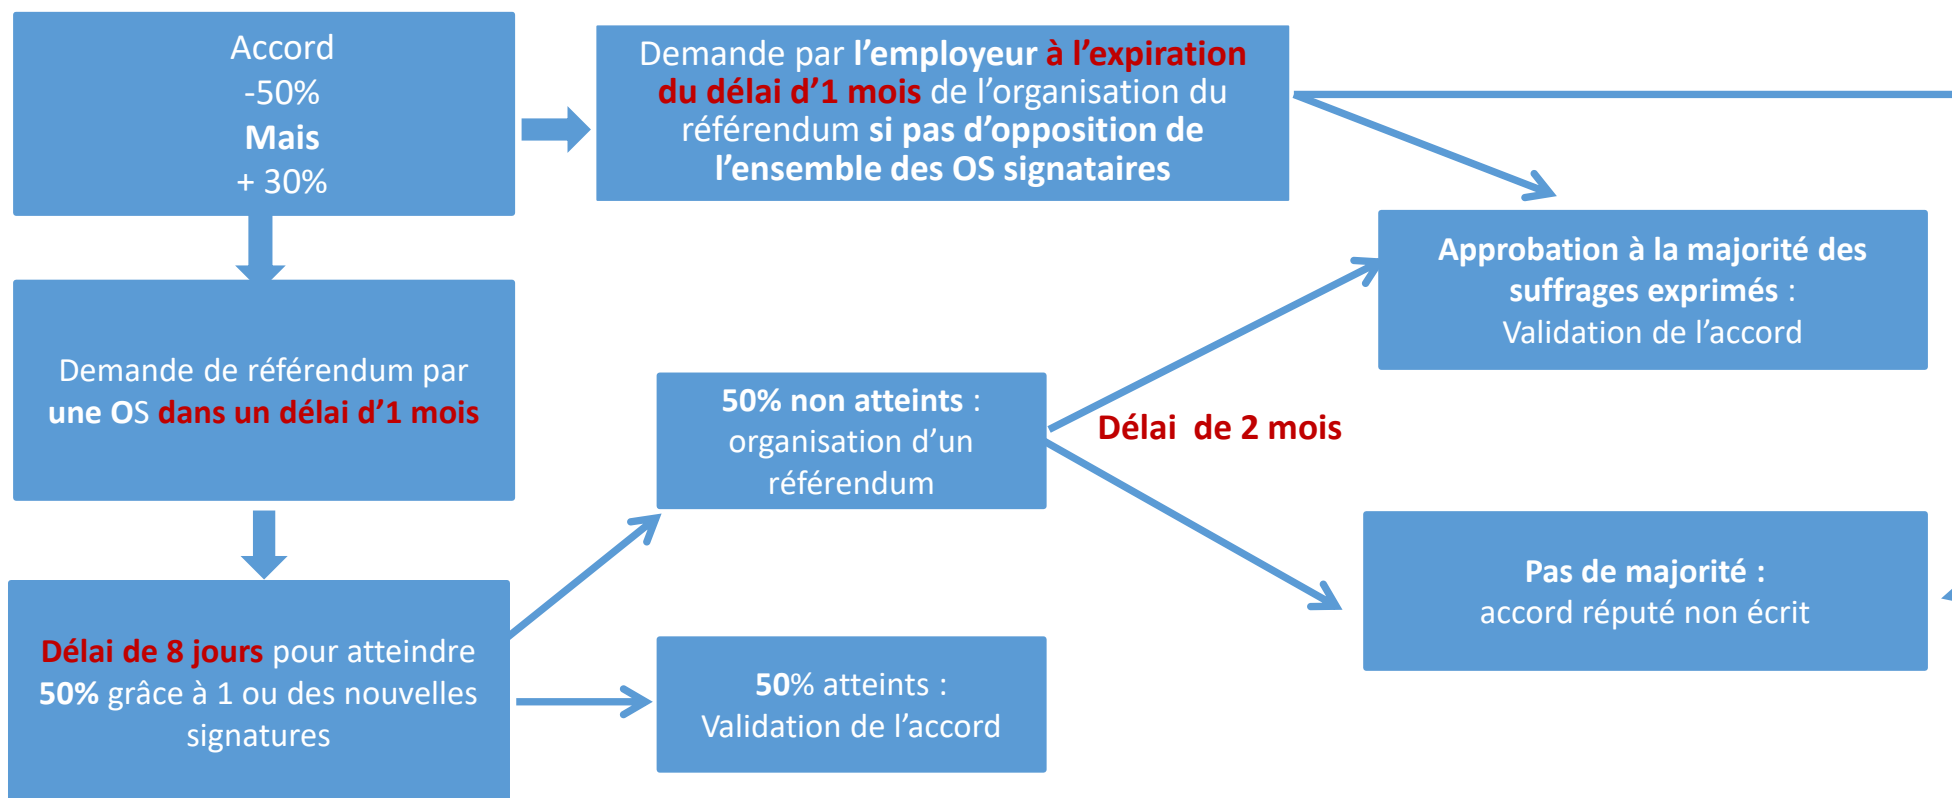 Accord
-50%
Mais
+ 30%
Demande par l’employeur à l’expiration
du délai d’1 mois de l’organisation du
référendum si pas d’opposition de
l’ensemble des OS signataires
Approbation à la majorité des
suffrages exprimés :
Validation de l’accord
Demande de référendum par
une OS dans un délai d’1 mois
50% non atteints :
organisation d’un
référendum
Délai de 2 mois
Pas de majorité :
accord réputé non écrit
Délai de 8 jours pour atteindre
50% grâce à 1 ou des nouvelles
signatures
50% atteints :
Validation de l’accord